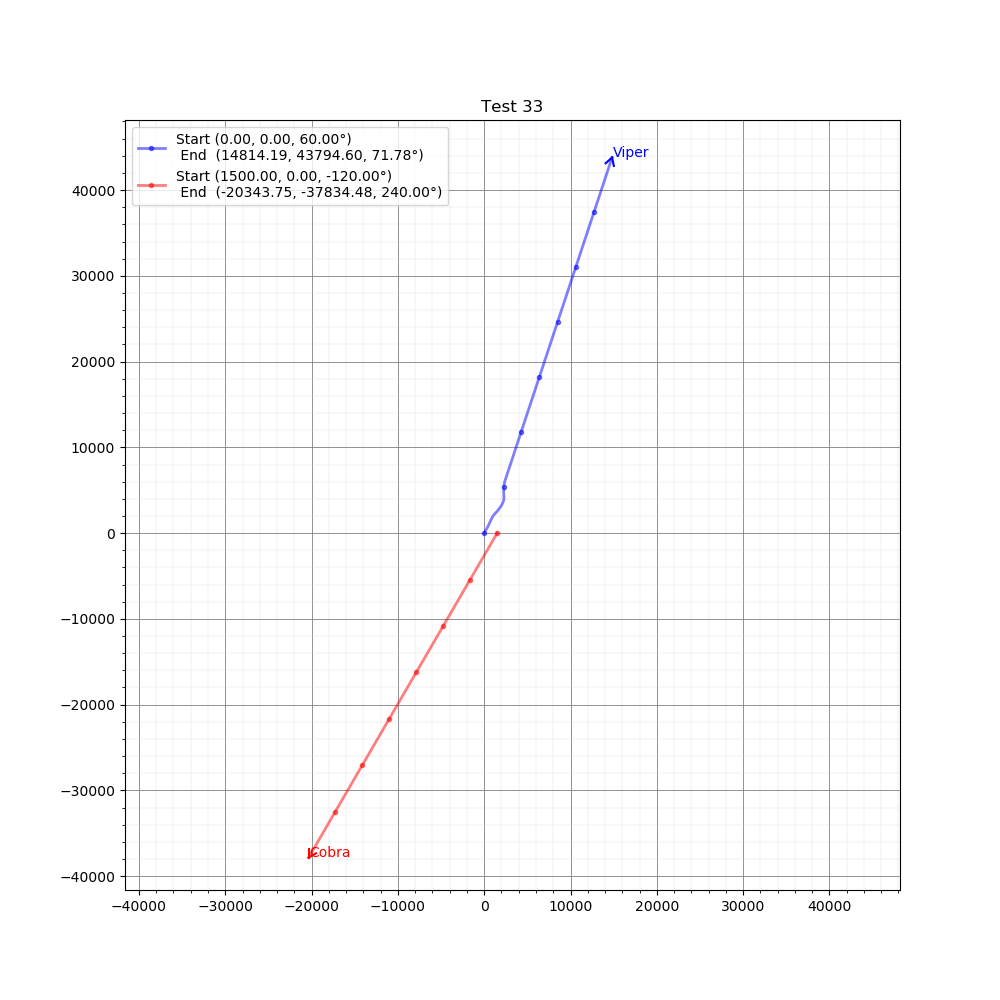 Test 33
Start (0.00, 0.00, 60.00°)
End (14814.19, 43794.60, 71.78°)
Start (1500.00, 0.00, -120.00°)
End (-20343.75, -37834.48, 240.00°)
Viper
40000
30000
20000
10000
0
−10000
−20000
−30000
Cobra
−40000
−40000 −30000 −20000 −10000 0 10000 20000 30000 40000